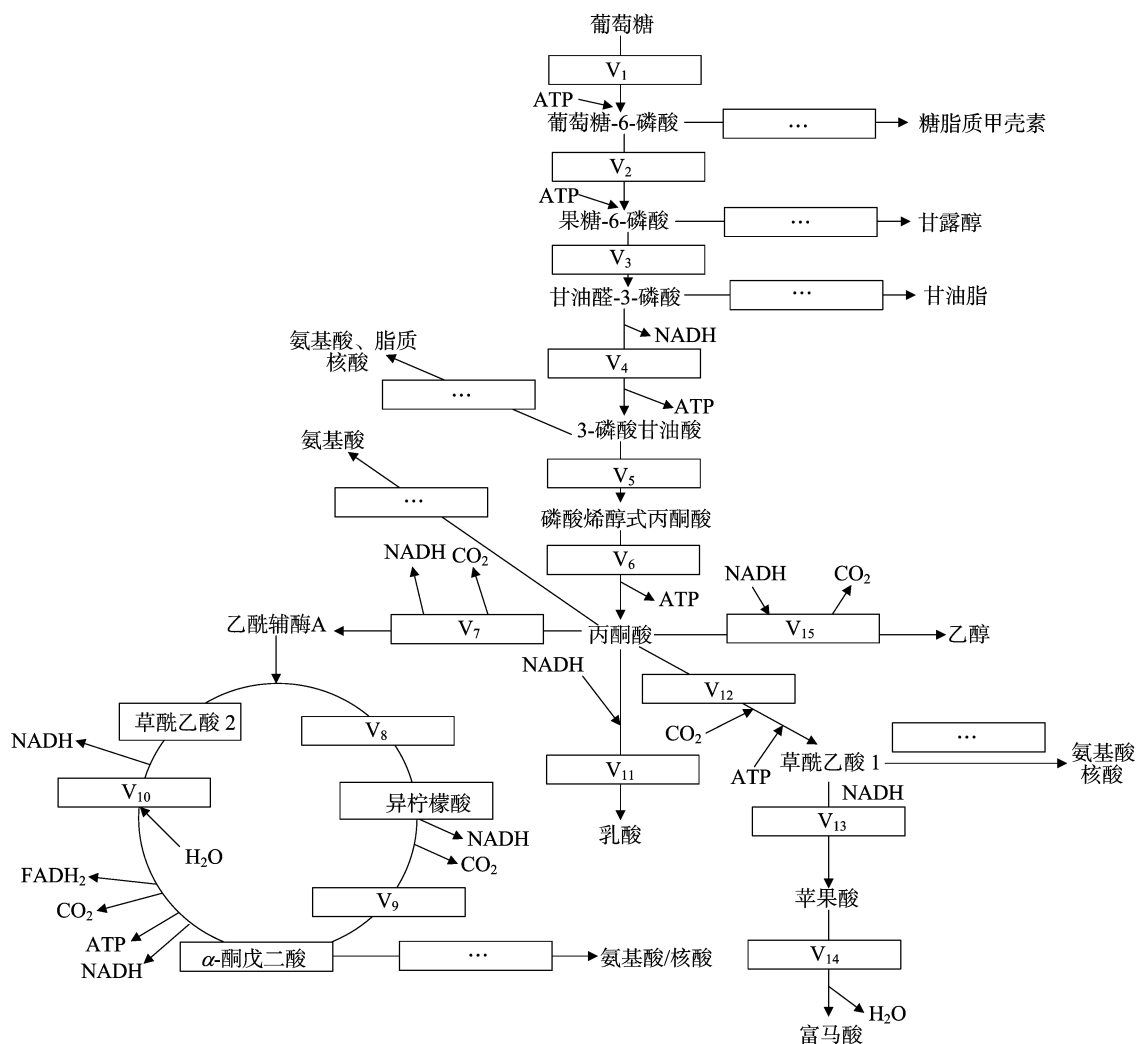 葡萄糖
V₁
ATP
葡萄糖-6-磷酸
…
糖脂质甲壳素
V₂
ATP
果糖-6-磷酸
…
甘露醇
V₃
甘油醛-3-磷酸
…
甘油脂
NADH
氨基酸、脂质
核酸
V₄
…
ATP
3-磷酸甘油酸
氨基酸
V₅
…
磷酸烯醇式丙酮酸
NADH
CO₂
V₆
NADH
CO₂
ATP
乙酰辅酶A
V₇
丙酮酸
V₁₅
乙醇
NADH
V₁₂
草酰乙酸 2
V₈
CO₂
…
NADH
ATP
草酰乙酸 1
氨基酸
核酸
V₁₀
异柠檬酸
V₁₁
NADH
V₁₃
NADH
乳酸
H₂O
CO₂
FADH₂
V₉
苹果酸
CO₂
ATP
NADH
α-酮戊二酸
…
氨基酸/核酸
V₁₄
H₂O
富马酸